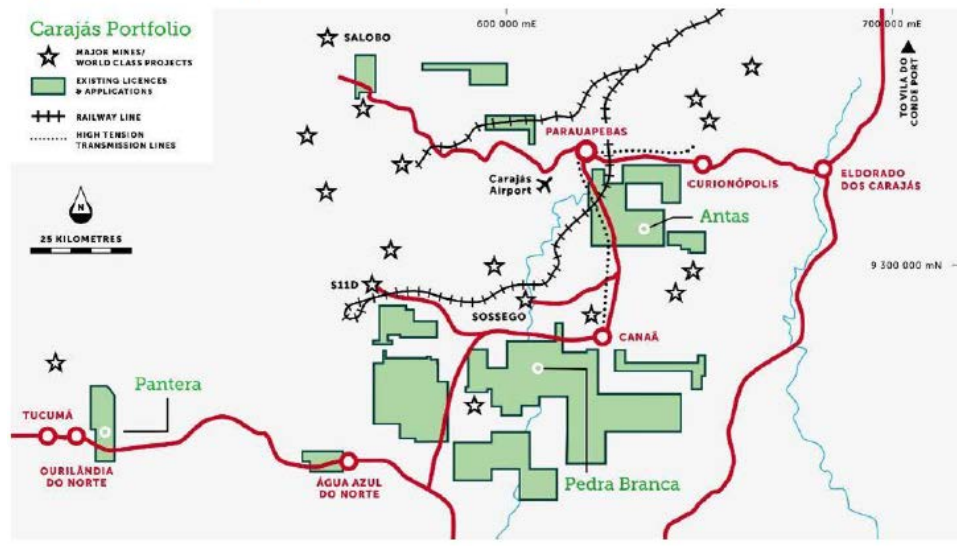 600 000 mE
700 000 mE
Carajás Portfolio
MAJOR MINES/
WORLD CLASS PROJECTS
EXISTING LICENCES
& APPLICATIONS
RAILWAY LINE
HIGH TENSION
TRANSMISSION LINES
SALOBO
TO VILA DO
CONDE PORT
PARAUAPEBAS
Carajás
Airport
CURIONÓPOLIS
ELDORADO
DOS CARAJÁS
N
25 KILOMETRES
Antas
9 300 000 mN
S11D
SOSSEGO
CANAÃ
Pantera
TUCUMÃ
OURILÂNDIA
DO NORTE
ÁGUA AZUL
DO NORTE
Pedra Branca